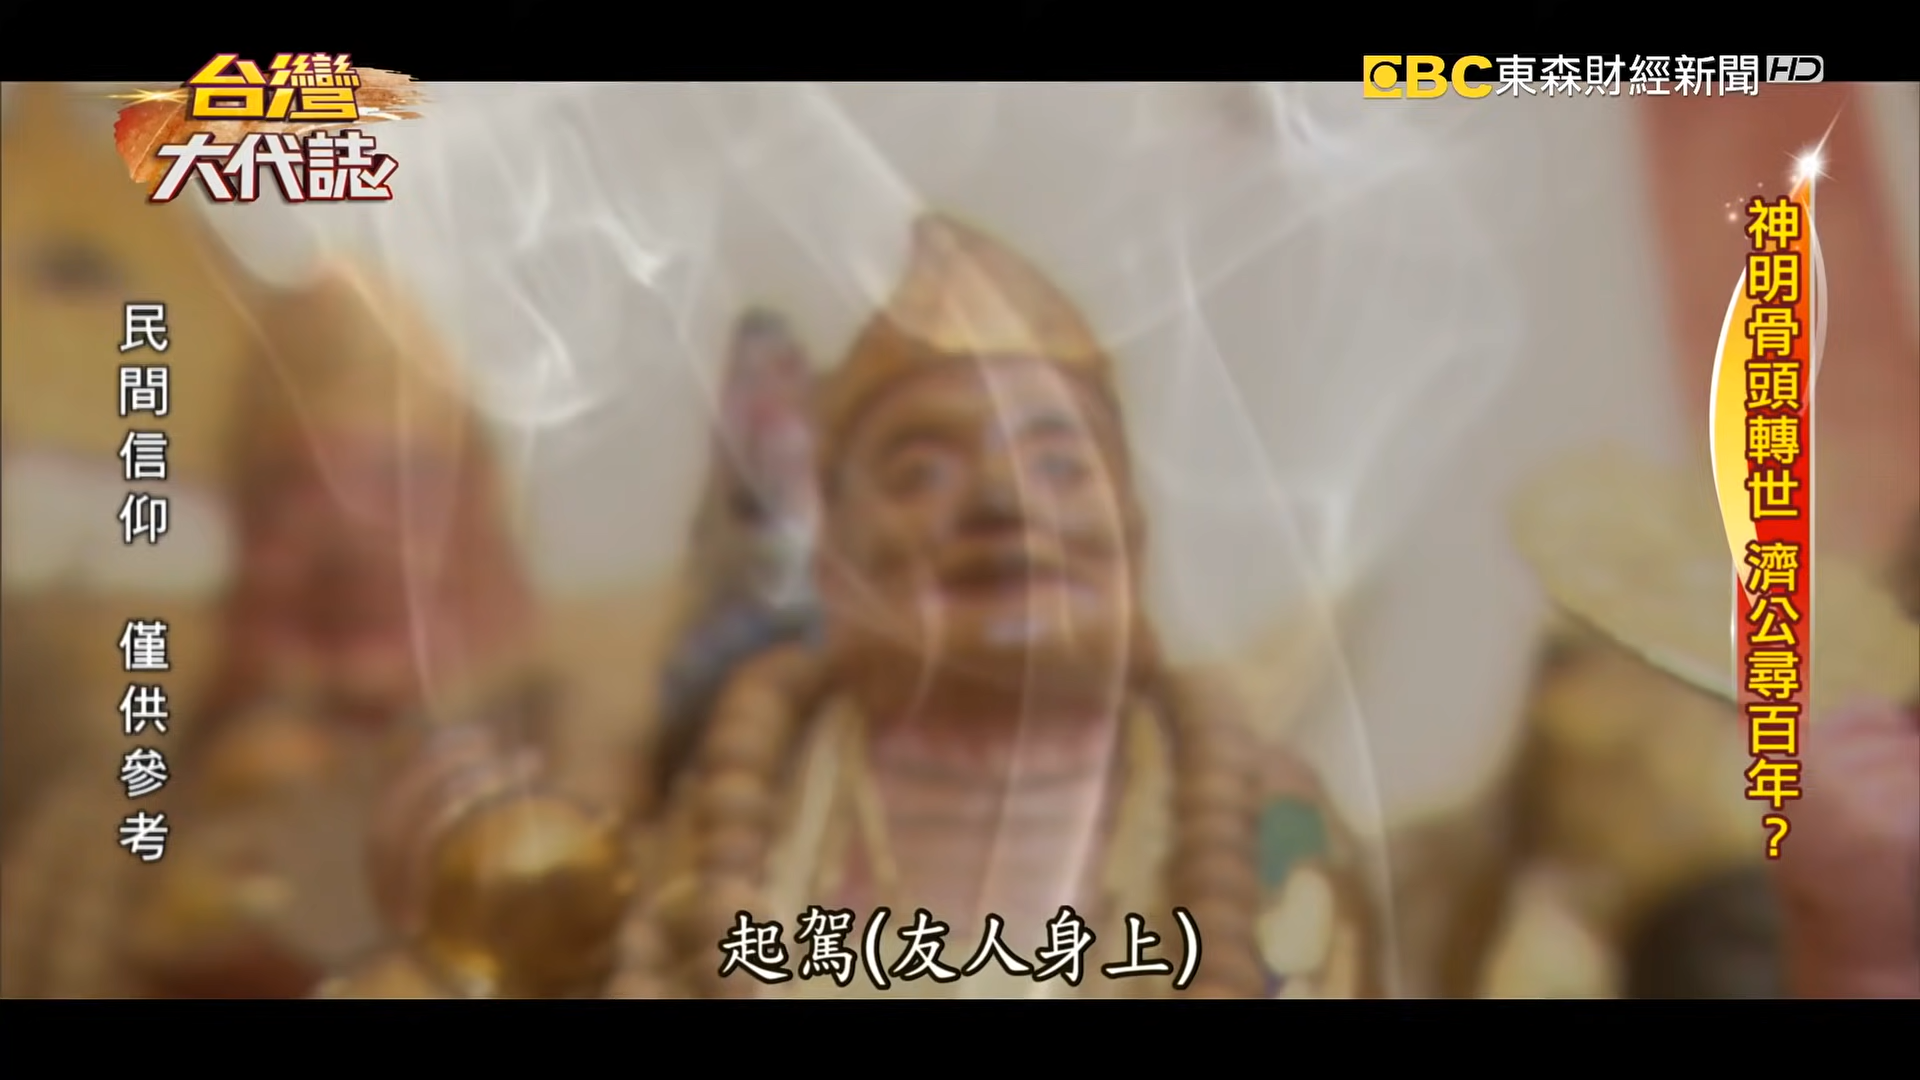 台灣
大代誌
EBC東森財經新聞HD
神明骨頭轉世 濟公尋百年？
民間信仰 僅供參考
起駕(友人身上)